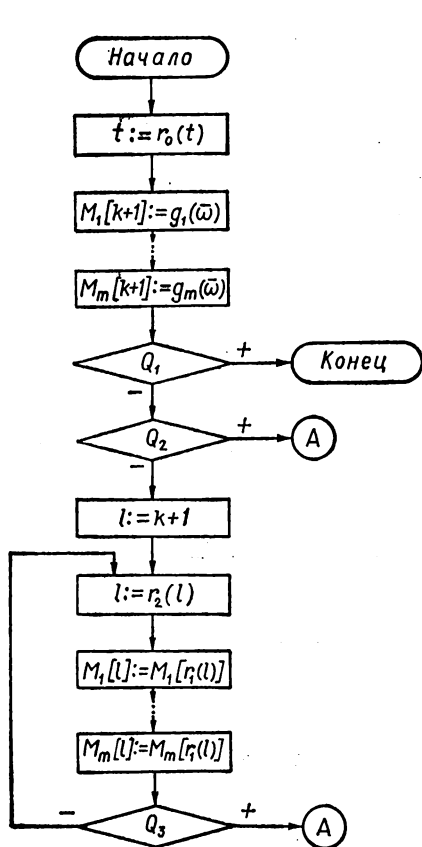 Начало
t:=r₀(t)
M₁[k+1]:=g₁(ω̄)
Mₘ[k+1]:=gₘ(ω̄)
Q₁
+
Конец
−
Q₂
+
A
−
l:=k+1
l:=r₂(l)
M₁[l]:=M₁[r₁(l)]
Mₘ[l]:=Mₘ[r₁(l)]
−
Q₃
+
A